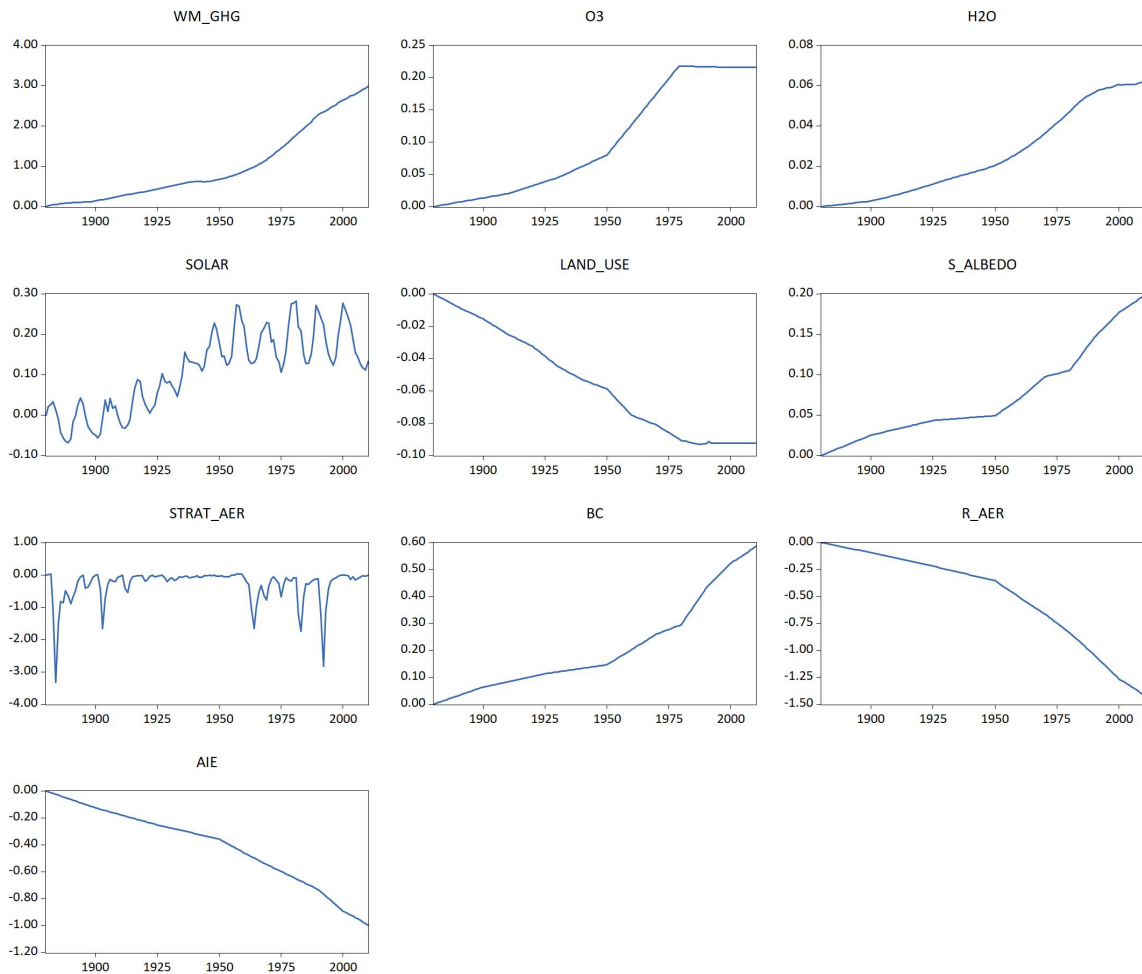 WM_GHG
4.00
3.00
2.00
1.00
0.00
1900 1925 1950 1975 2000
O3
0.25
0.20
0.15
0.10
0.05
0.00
1900 1925 1950 1975 2000
H2O
0.08
0.06
0.04
0.02
0.00
1900 1925 1950 1975 2000
SOLAR
0.30
0.20
0.10
0.00
-0.10
1900 1925 1950 1975 2000
LAND_USE
0.00
-0.02
-0.04
-0.06
-0.08
-0.10
1900 1925 1950 1975 2000
S_ALBEDO
0.20
0.15
0.10
0.05
0.00
1900 1925 1950 1975 2000
STRAT_AER
1.00
0.00
-1.00
-2.00
-3.00
-4.00
1900 1925 1950 1975 2000
BC
0.60
0.50
0.40
0.30
0.20
0.10
0.00
1900 1925 1950 1975 2000
R_AER
0.00
-0.25
-0.50
-0.75
-1.00
-1.25
-1.50
1900 1925 1950 1975 2000
AIE
0.00
-0.20
-0.40
-0.60
-0.80
-1.00
-1.20
1900 1925 1950 1975 2000